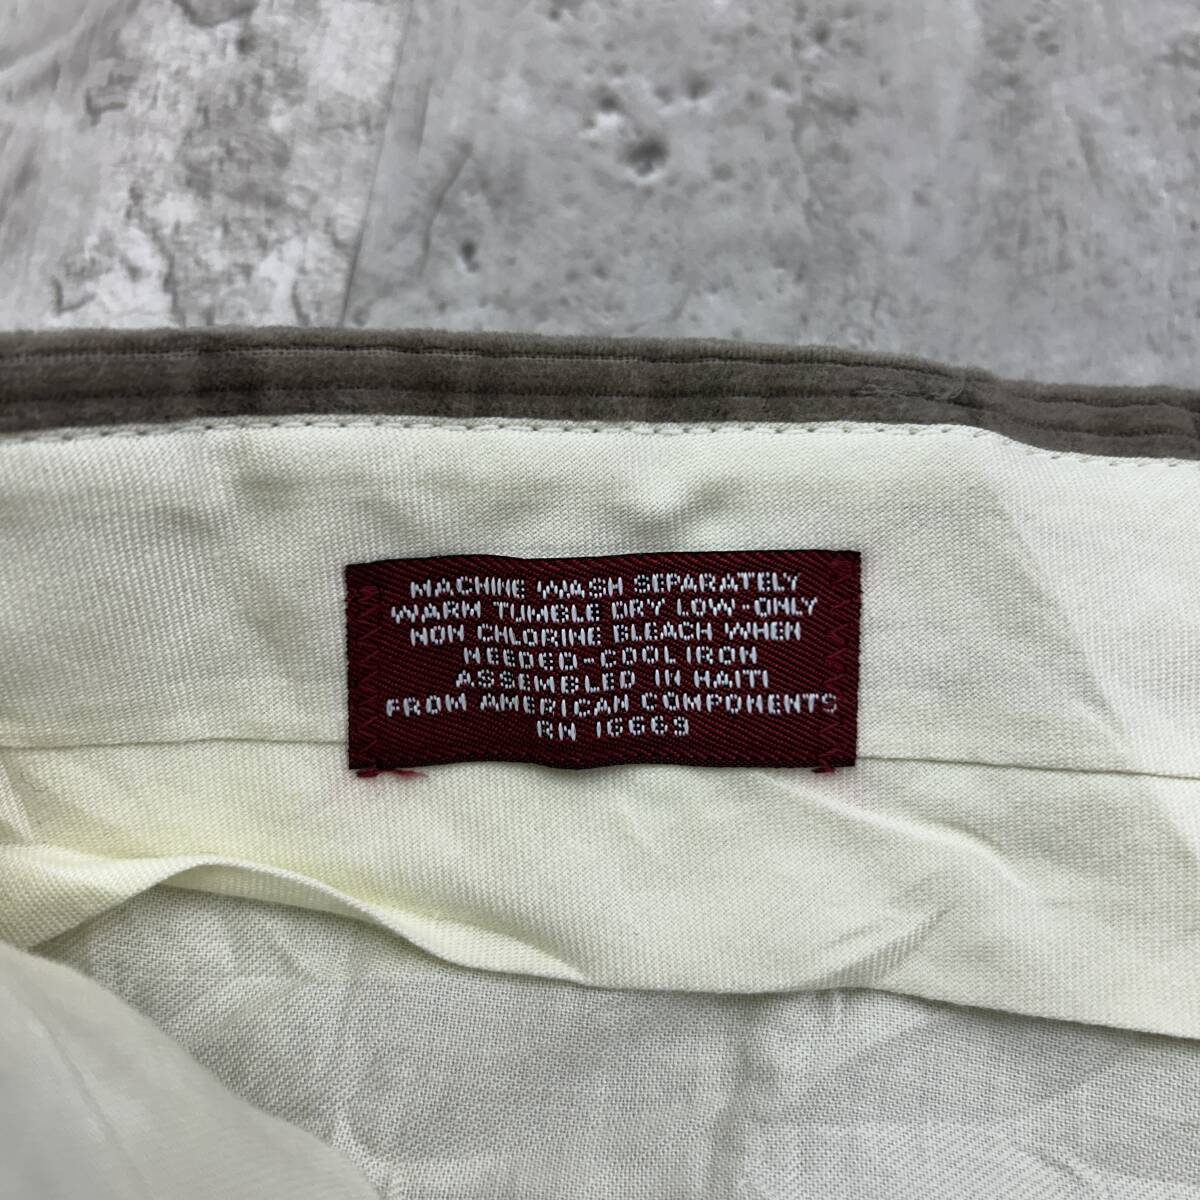 MACHINE WASH SEPARATELY
WARM TUMBLE DRY LOW-ONLY
NON CHLORINE BLEACH WHEN
NEEDED-COOL IRON
ASSEMBLED IN HAITI
FROM AMERICAN COMPONENTS
RN 16663